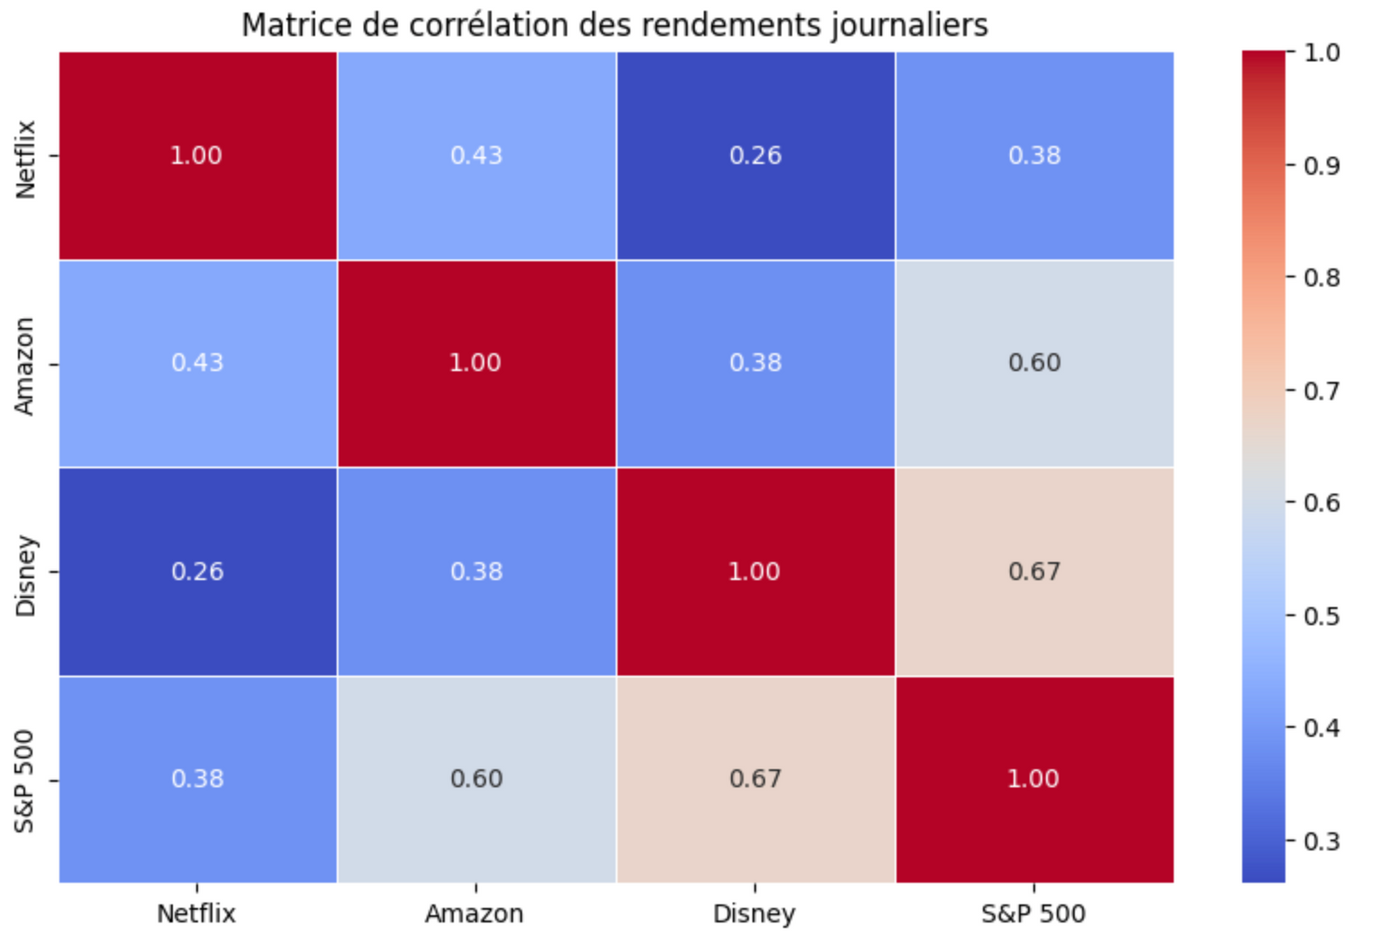 Matrice de corrélation des rendements journaliers
Netflix 1.00 0.43 0.26 0.38
Amazon 0.43 1.00 0.38 0.60
Disney 0.26 0.38 1.00 0.67
S&P 500 0.38 0.60 0.67 1.00
Netflix Amazon Disney S&P 500
1.0
0.9
0.8
0.7
0.6
0.5
0.4
0.3